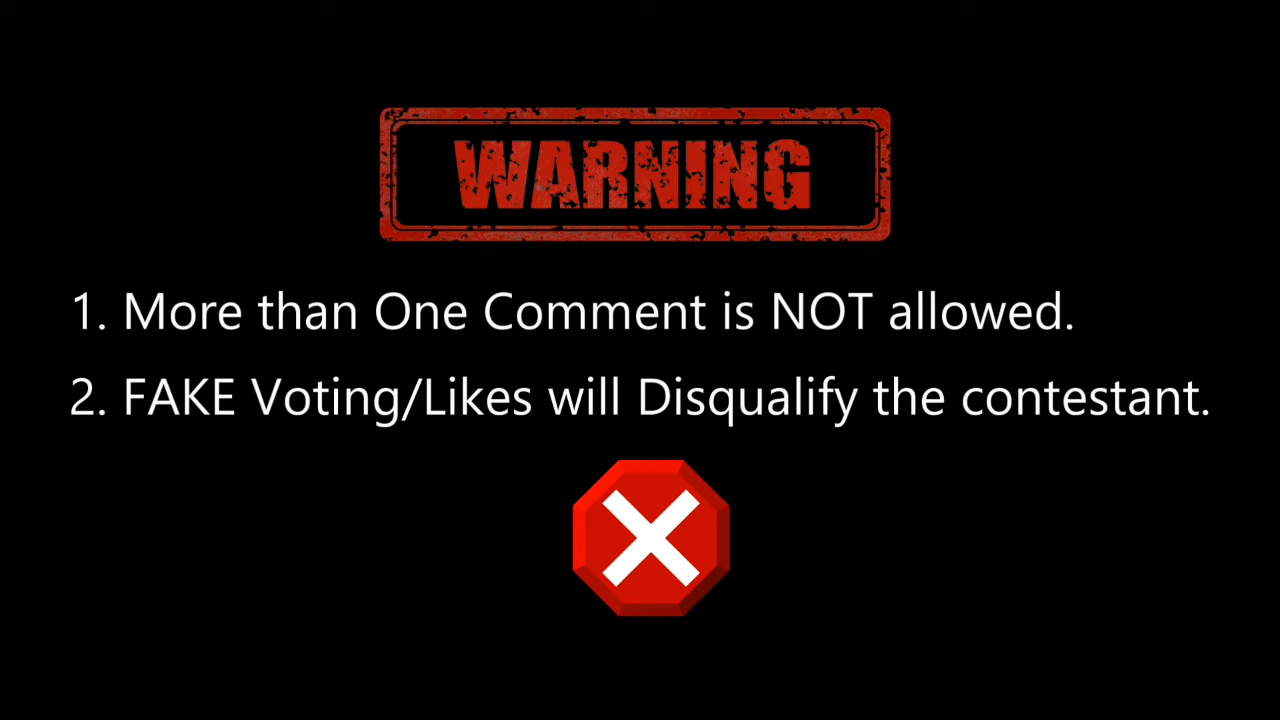 WARNING
1. More than One Comment is NOT allowed.
2. FAKE Voting/Likes will Disqualify the contestant.